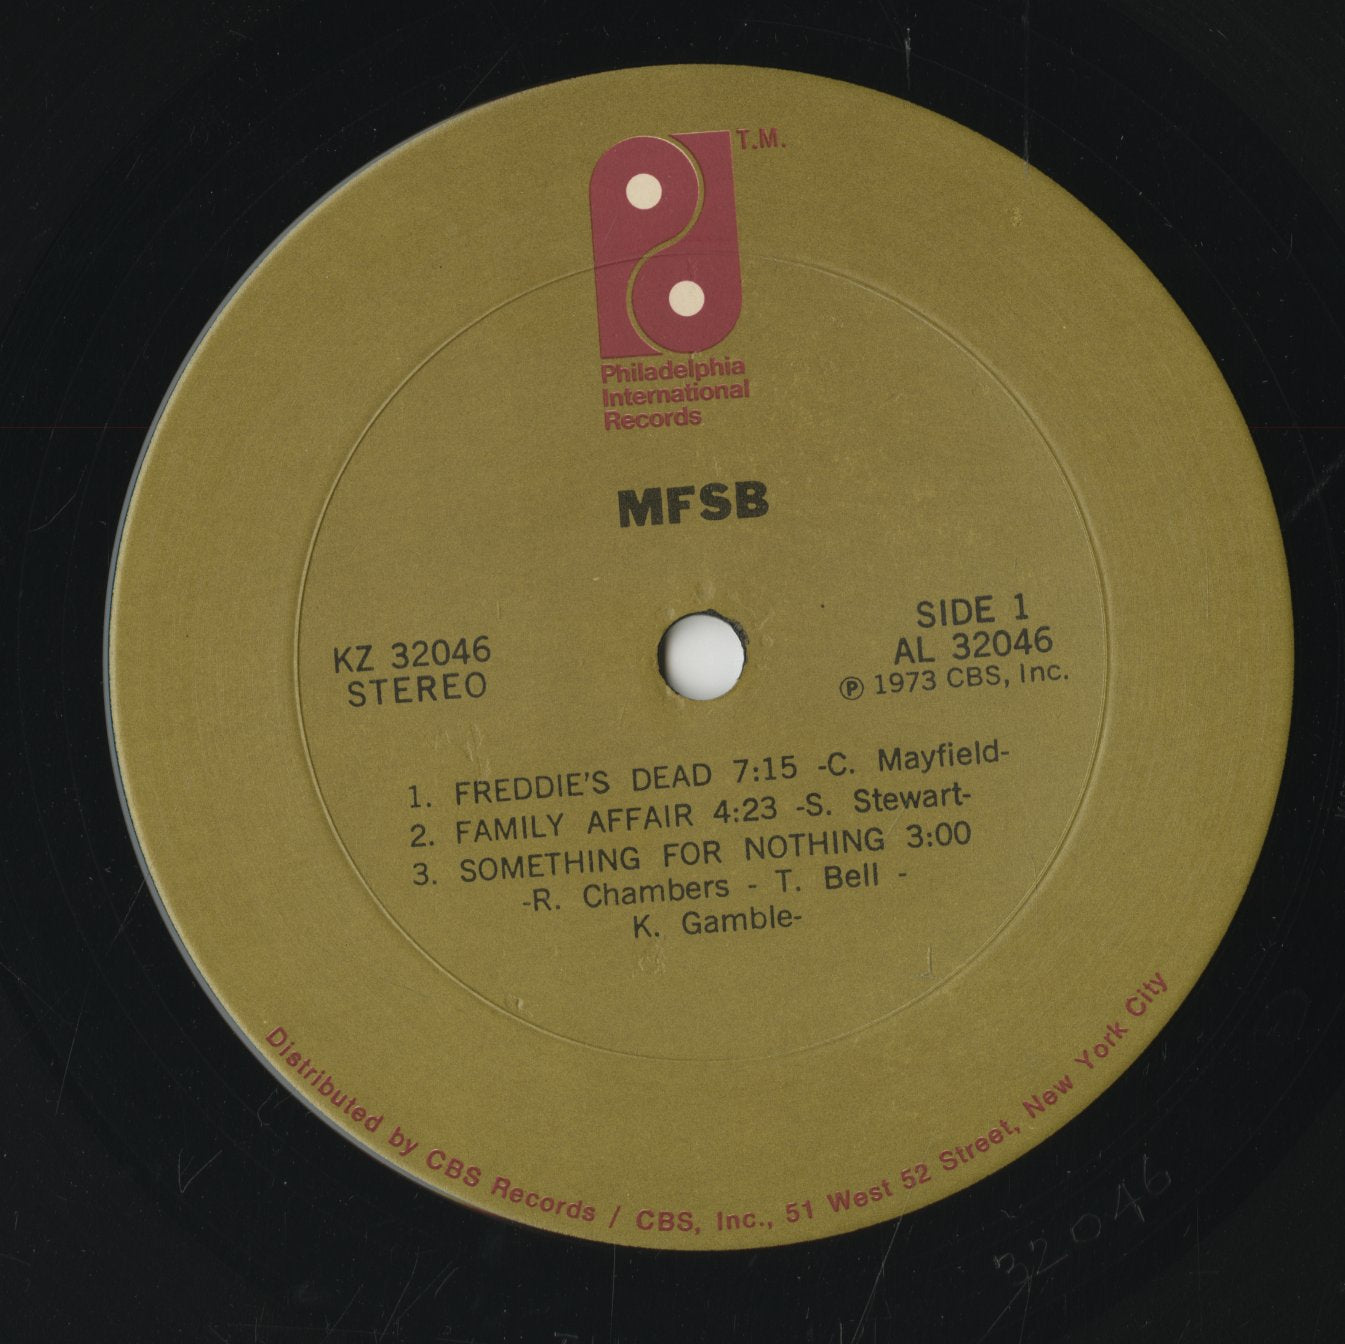 T.M.
Philadelphia
International
Records
MFSB
KZ 32046
STEREO
SIDE 1
AL 32046
℗ 1973 CBS, Inc.
1. FREDDIE'S DEAD 7:15 -C. Mayfield-
2. FAMILY AFFAIR 4:23 -S. Stewart-
3. SOMETHING FOR NOTHING 3:00
-R. Chambers - T. Bell -
K. Gamble-
Distributed by CBS Records / CBS, Inc., 51 West 52 Street, New York City
32046